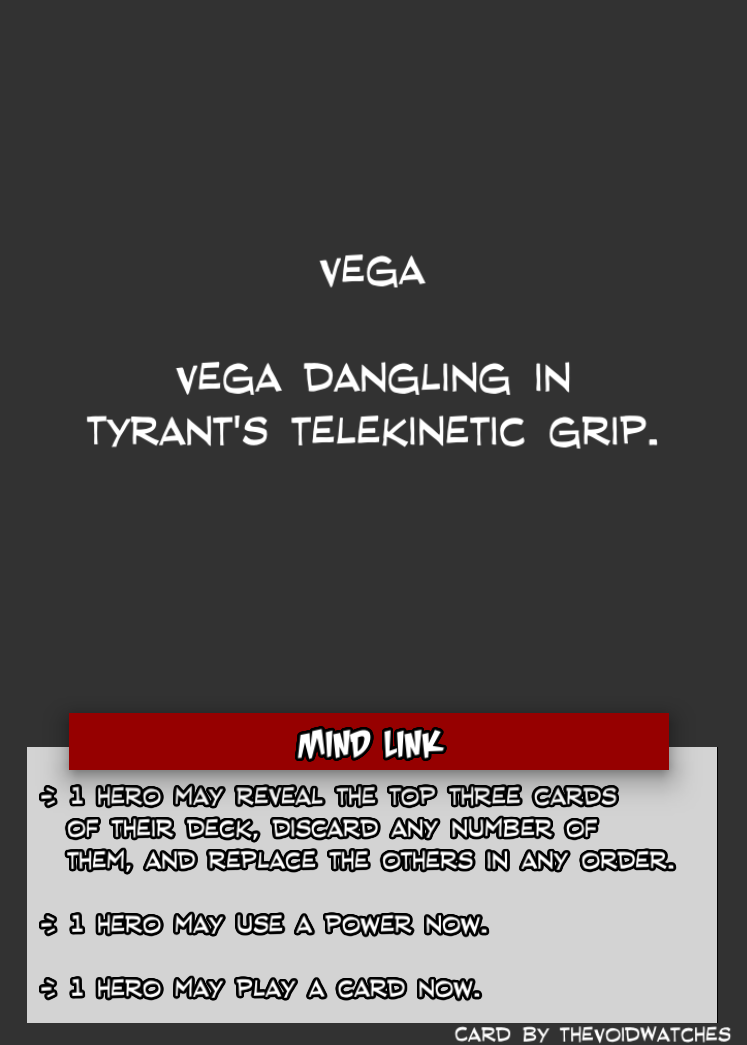 VEGA
VEGA DANGLING IN
TYRANT'S TELEKINETIC GRIP.
MIND LINK
→ 1 HERO MAY REVEAL THE TOP THREE CARDS
OF THEIR DECK, DISCARD ANY NUMBER OF
THEM, AND REPLACE THE OTHERS IN ANY ORDER.
→ 1 HERO MAY USE A POWER NOW.
→ 1 HERO MAY PLAY A CARD NOW.
CARD BY THEVOIDWATCHES